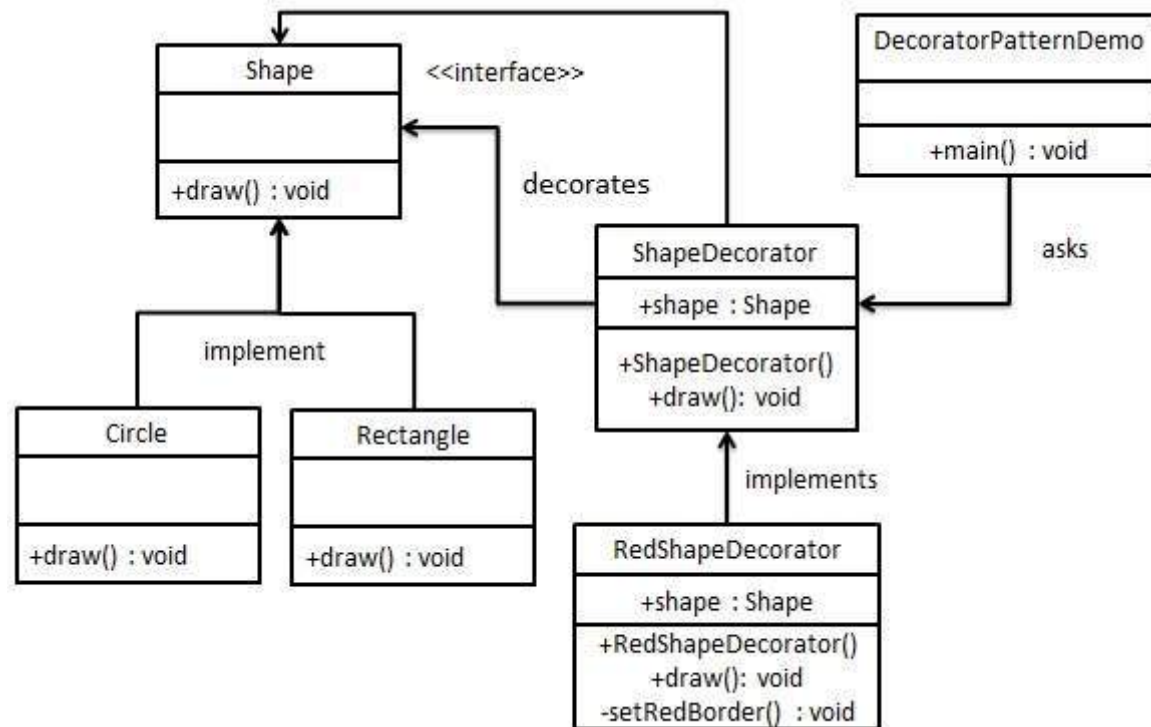 Shape
+draw() : void
<<interface>>
decorates
DecoratorPatternDemo
+main() : void
asks
ShapeDecorator
+shape : Shape
+ShapeDecorator()
+draw(): void
implement
Circle
+draw() : void
Rectangle
+draw() : void
implements
RedShapeDecorator
+shape : Shape
+RedShapeDecorator()
+draw(): void
-setRedBorder() : void